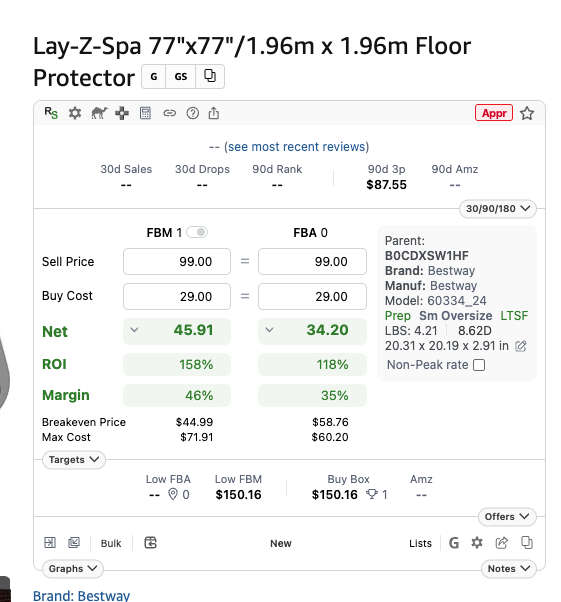 Lay-Z-Spa 77"x77"/1.96m x 1.96m Floor
Protector G GS
RS Appr
-- (see most recent reviews)
30d Sales 30d Drops 90d Rank 90d 3p 90d Amz
-- -- -- $87.55 --
30/90/180
FBM 1 FBA 0
Sell Price 99.00 = 99.00
Buy Cost 29.00 = 29.00
Net 45.91 34.20
ROI 158% 118%
Margin 46% 35%
Breakeven Price $44.99 $58.76
Max Cost $71.91 $60.20
Parent:
B0CDXSW1HF
Brand: Bestway
Manuf: Bestway
Model: 60334_24
Prep Sm Oversize LTSF
LBS: 4.21 8.62D
20.31 x 20.19 x 2.91 in
Non-Peak rate
Targets
Low FBA Low FBM Buy Box Amz
-- 0 $150.16 $150.16 1 --
Offers
Bulk New Lists G
Graphs Notes
Brand: Bestway